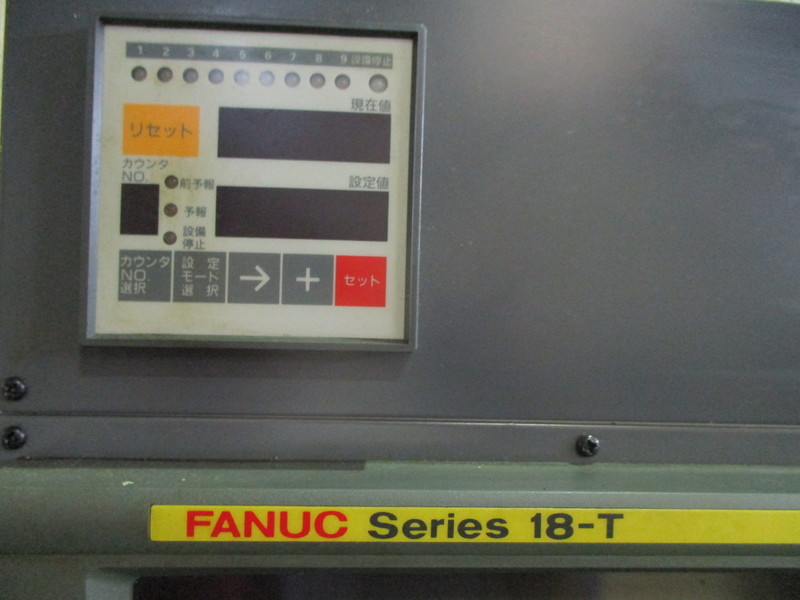 1 2 3 4 5 6 7 8 9 設備停止
現在値
リセット
カウンタ
NO.
前予報
設定値
予報
設備
停止
カウンタ
NO.
選択
設定
モード
選択
→
+
セット
FANUC Series 18-T